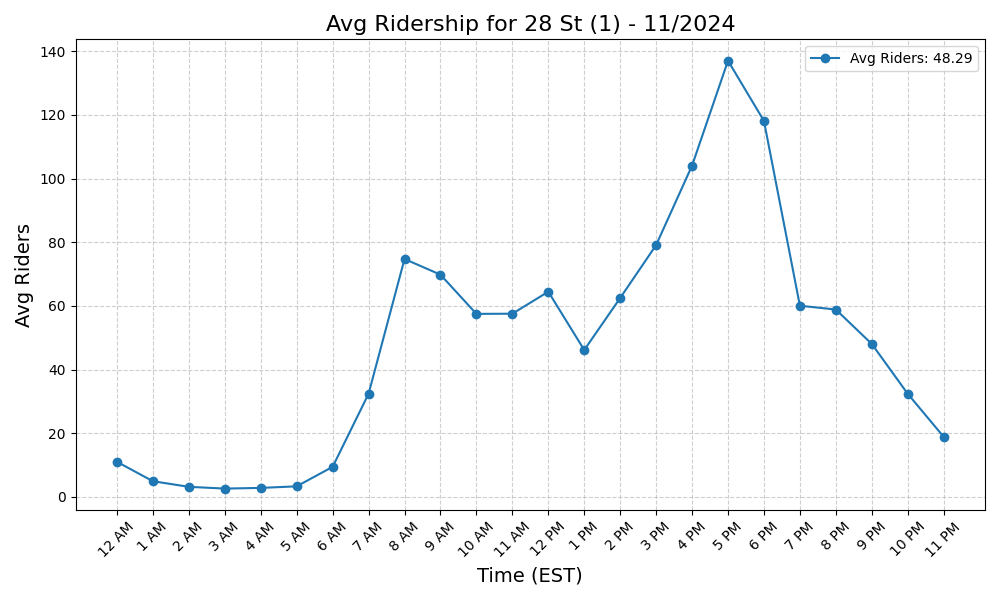 Avg Ridership for 28 St (1) - 11/2024
Avg Riders: 48.29
Avg Riders
140
120
100
80
60
40
20
0
12 AM
1 AM
2 AM
3 AM
4 AM
5 AM
6 AM
7 AM
8 AM
9 AM
10 AM
11 AM
12 PM
1 PM
2 PM
3 PM
4 PM
5 PM
6 PM
7 PM
8 PM
9 PM
10 PM
11 PM
Time (EST)